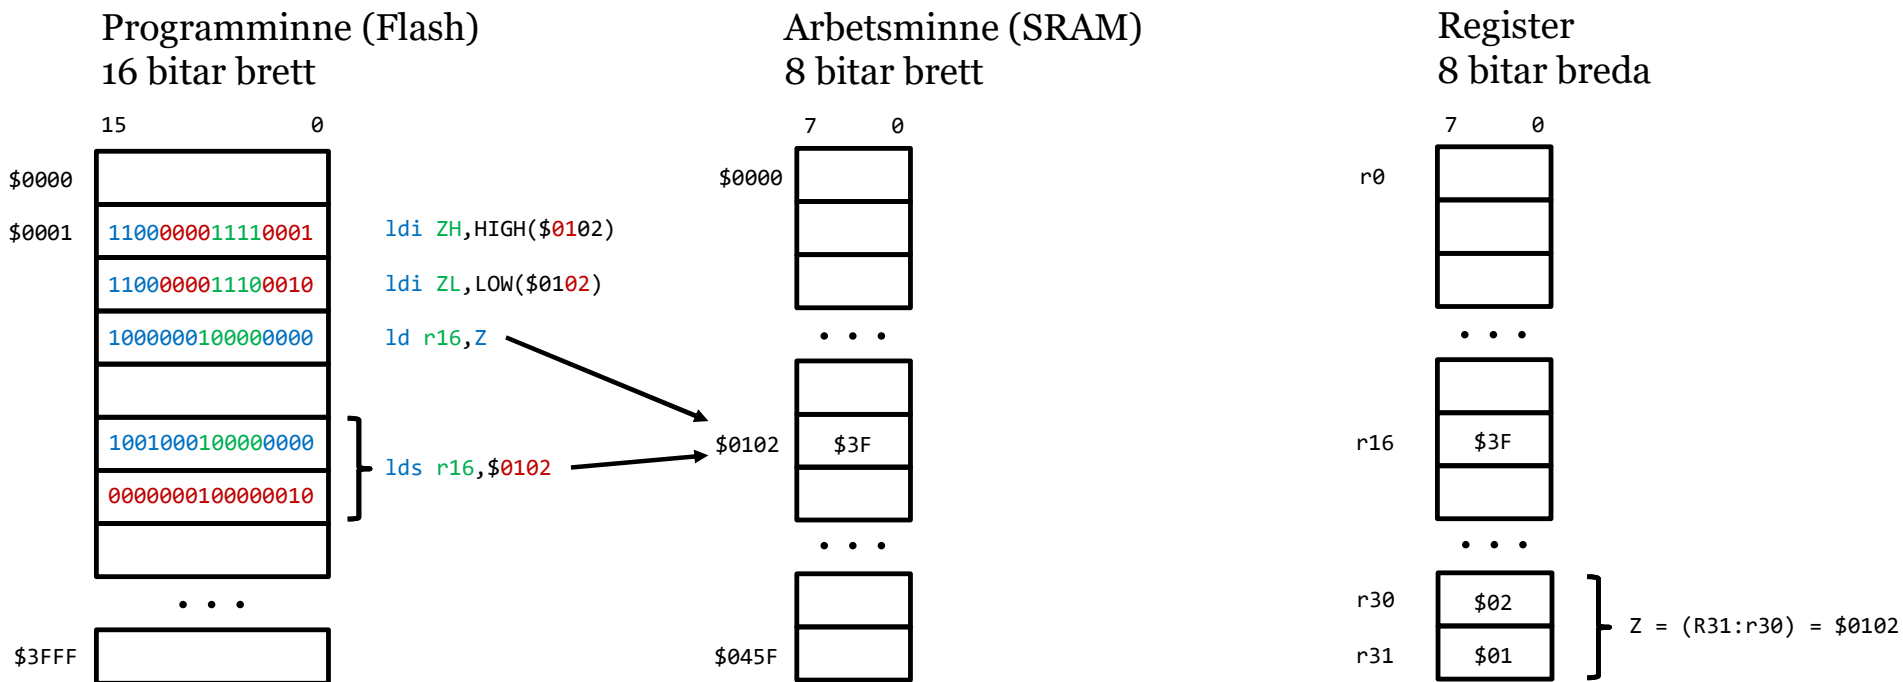 Programminne (Flash)
16 bitar brett
15 0
$0000
$0001
1100000011110001
1100000011100010
1000000100000000
1001000100000000
0000000100000010
. . .
$3FFF
ldi ZH,HIGH($0102)
ldi ZL,LOW($0102)
ld r16,Z
lds r16,$0102
Arbetsminne (SRAM)
8 bitar brett
7 0
$0000
. . .
$0102 $3F
. . .
$045F
Register
8 bitar breda
7 0
r0
. . .
r16 $3F
. . .
r30 $02
r31 $01
Z = (R31:r30) = $0102